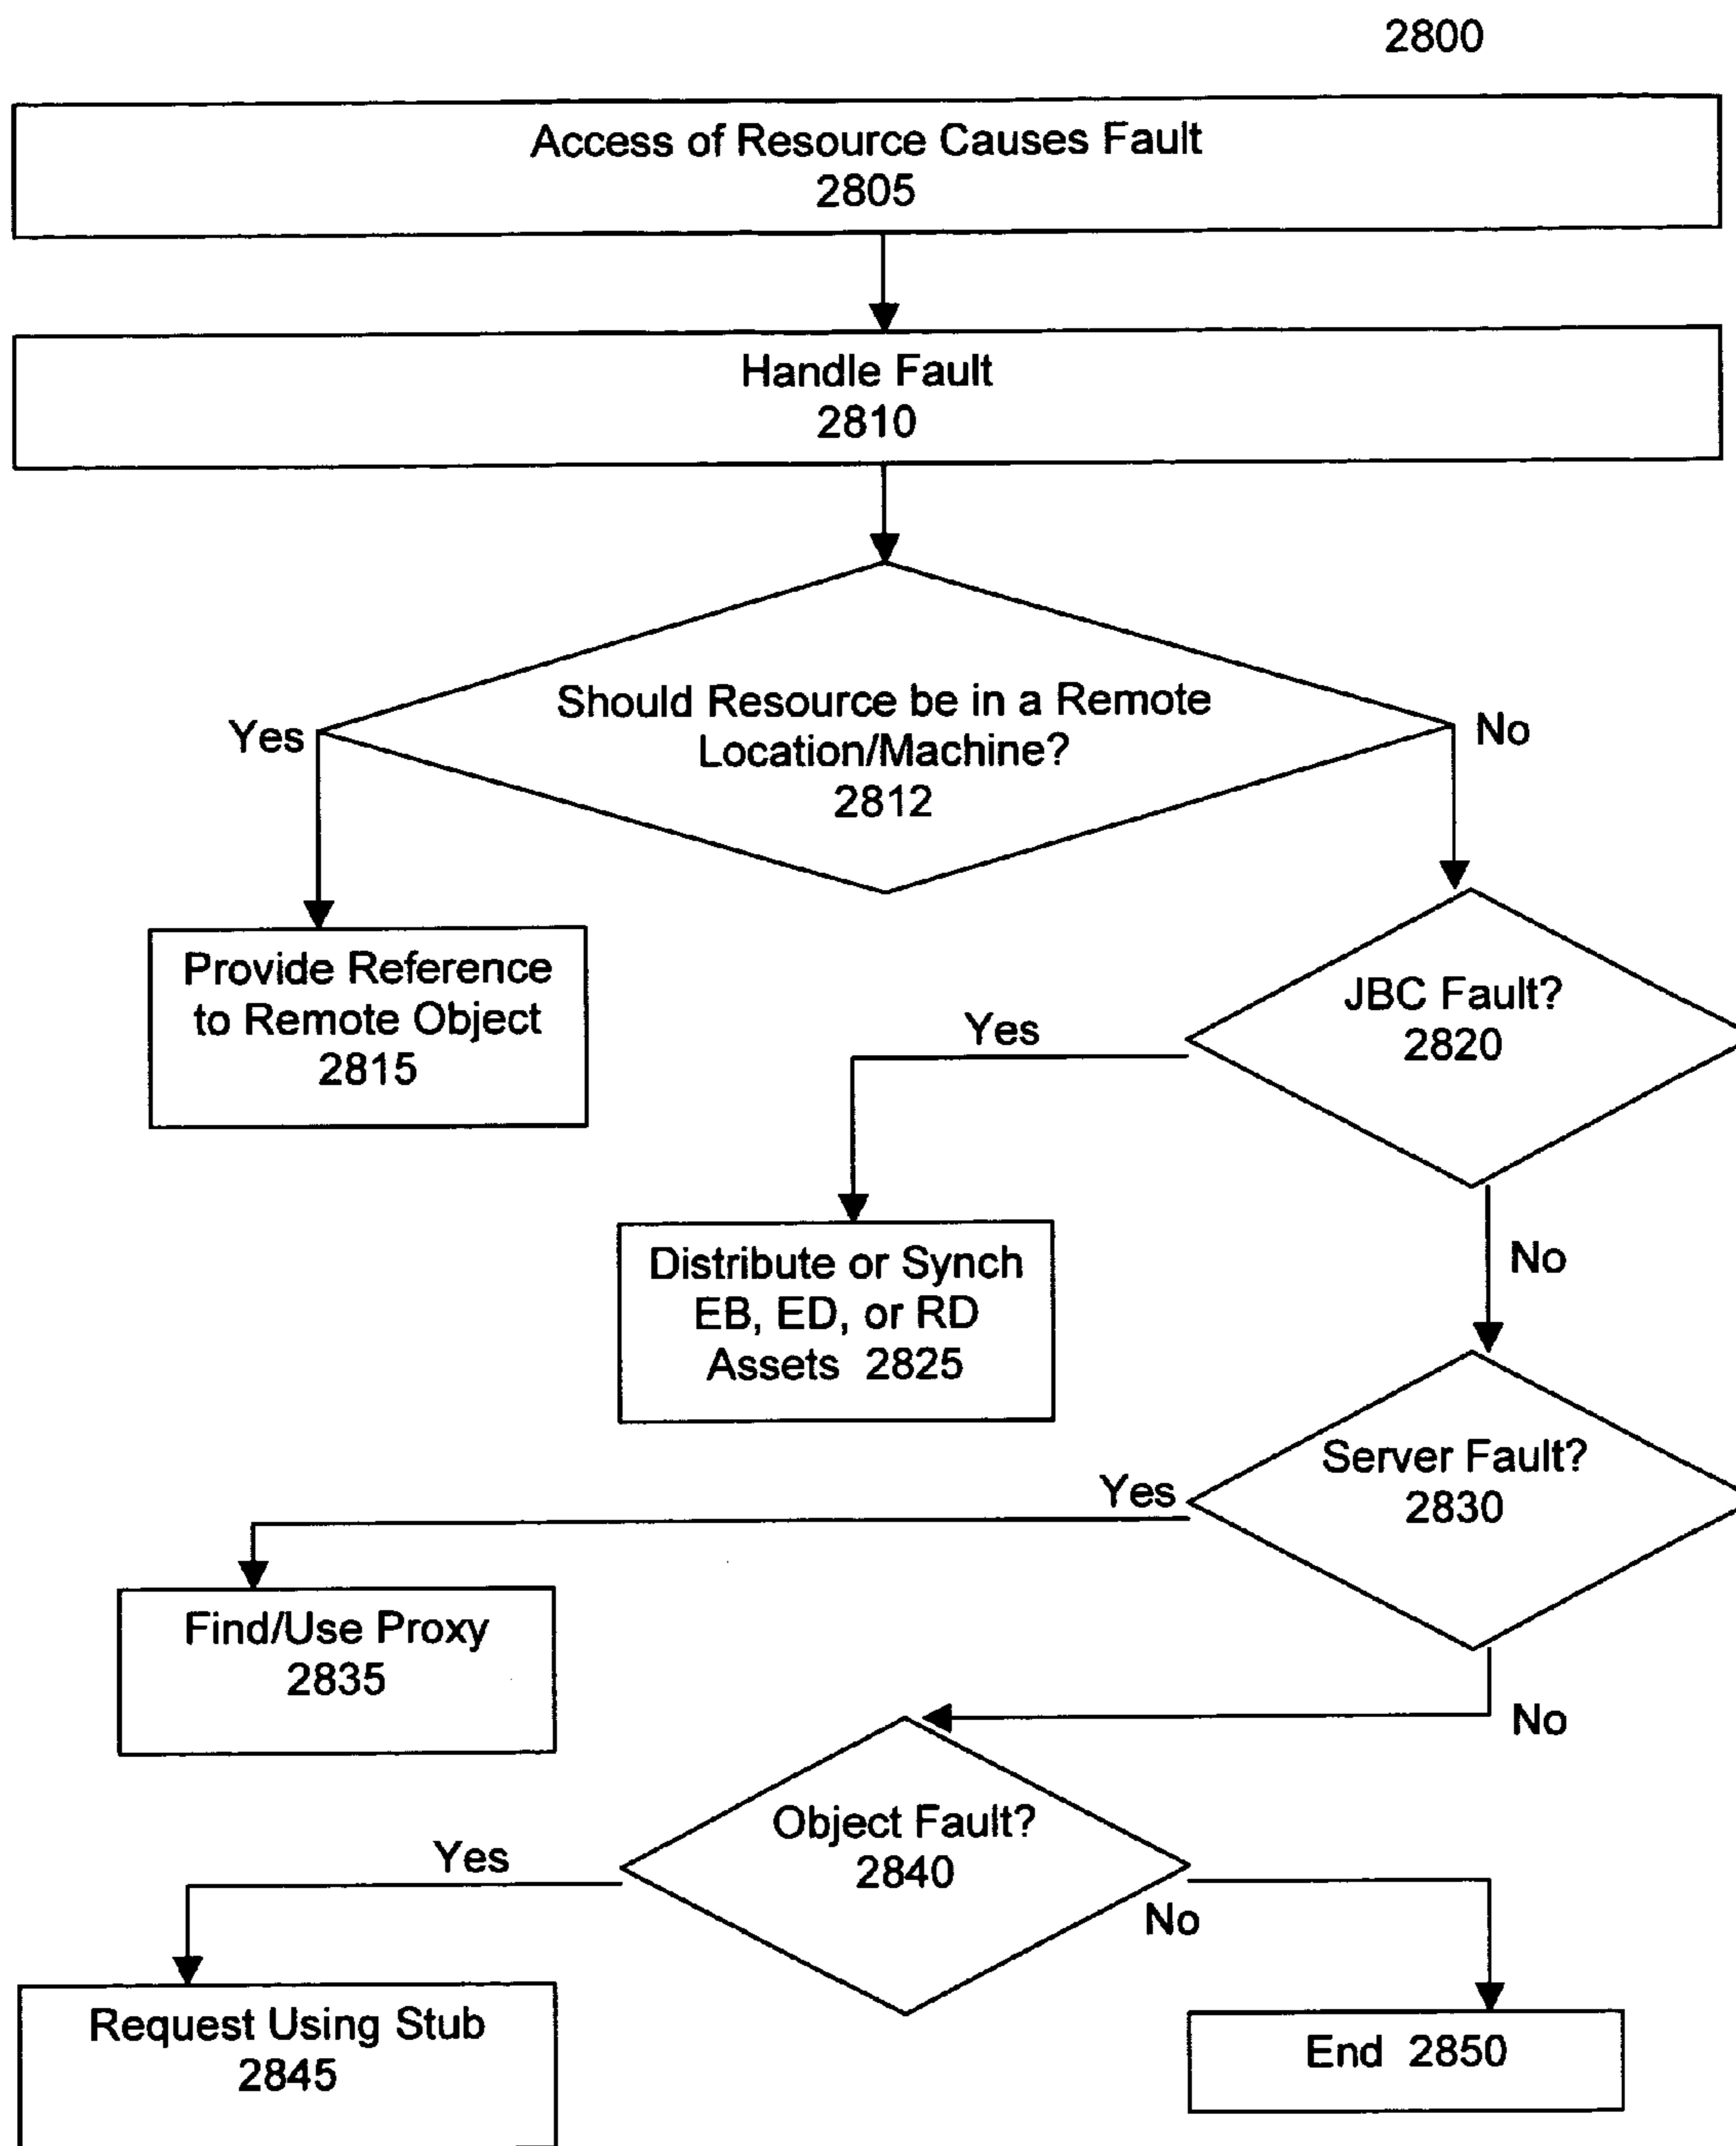 2800
Access of Resource Causes Fault
2805
Handle Fault
2810
Should Resource be in a Remote
Location/Machine?
2812
Yes
No
Provide Reference
to Remote Object
2815
JBC Fault?
2820
Yes
No
Distribute or Synch
EB, ED, or RD
Assets 2825
Server Fault?
2830
Yes
No
Find/Use Proxy
2835
Object Fault?
2840
Yes
No
Request Using Stub
2845
End 2850